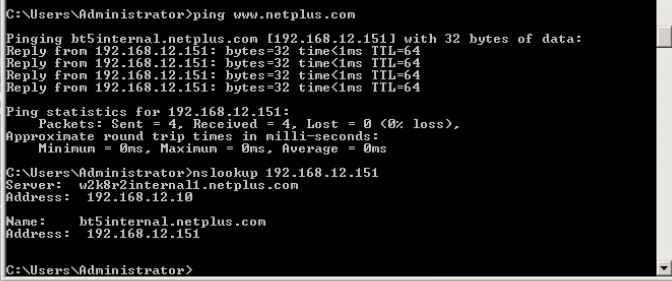 C:\Users\Administrator>ping www.netplus.com
Pinging bt5internal.netplus.com [192.168.12.151] with 32 bytes of data:
Reply from 192.168.12.151: bytes=32 time<1ms TTL=64
Reply from 192.168.12.151: bytes=32 time<1ms TTL=64
Reply from 192.168.12.151: bytes=32 time<1ms TTL=64
Reply from 192.168.12.151: bytes=32 time<1ms TTL=64
Ping statistics for 192.168.12.151:
Packets: Sent = 4, Received = 4, Lost = 0 (0% loss),
Approximate round trip times in milli-seconds:
Minimum = 0ms, Maximum = 0ms, Average = 0ms
C:\Users\Administrator>nslookup 192.168.12.151
Server: w2k8r2internal1.netplus.com
Address: 192.168.12.10
Name: bt5internal.netplus.com
Address: 192.168.12.151
C:\Users\Administrator>